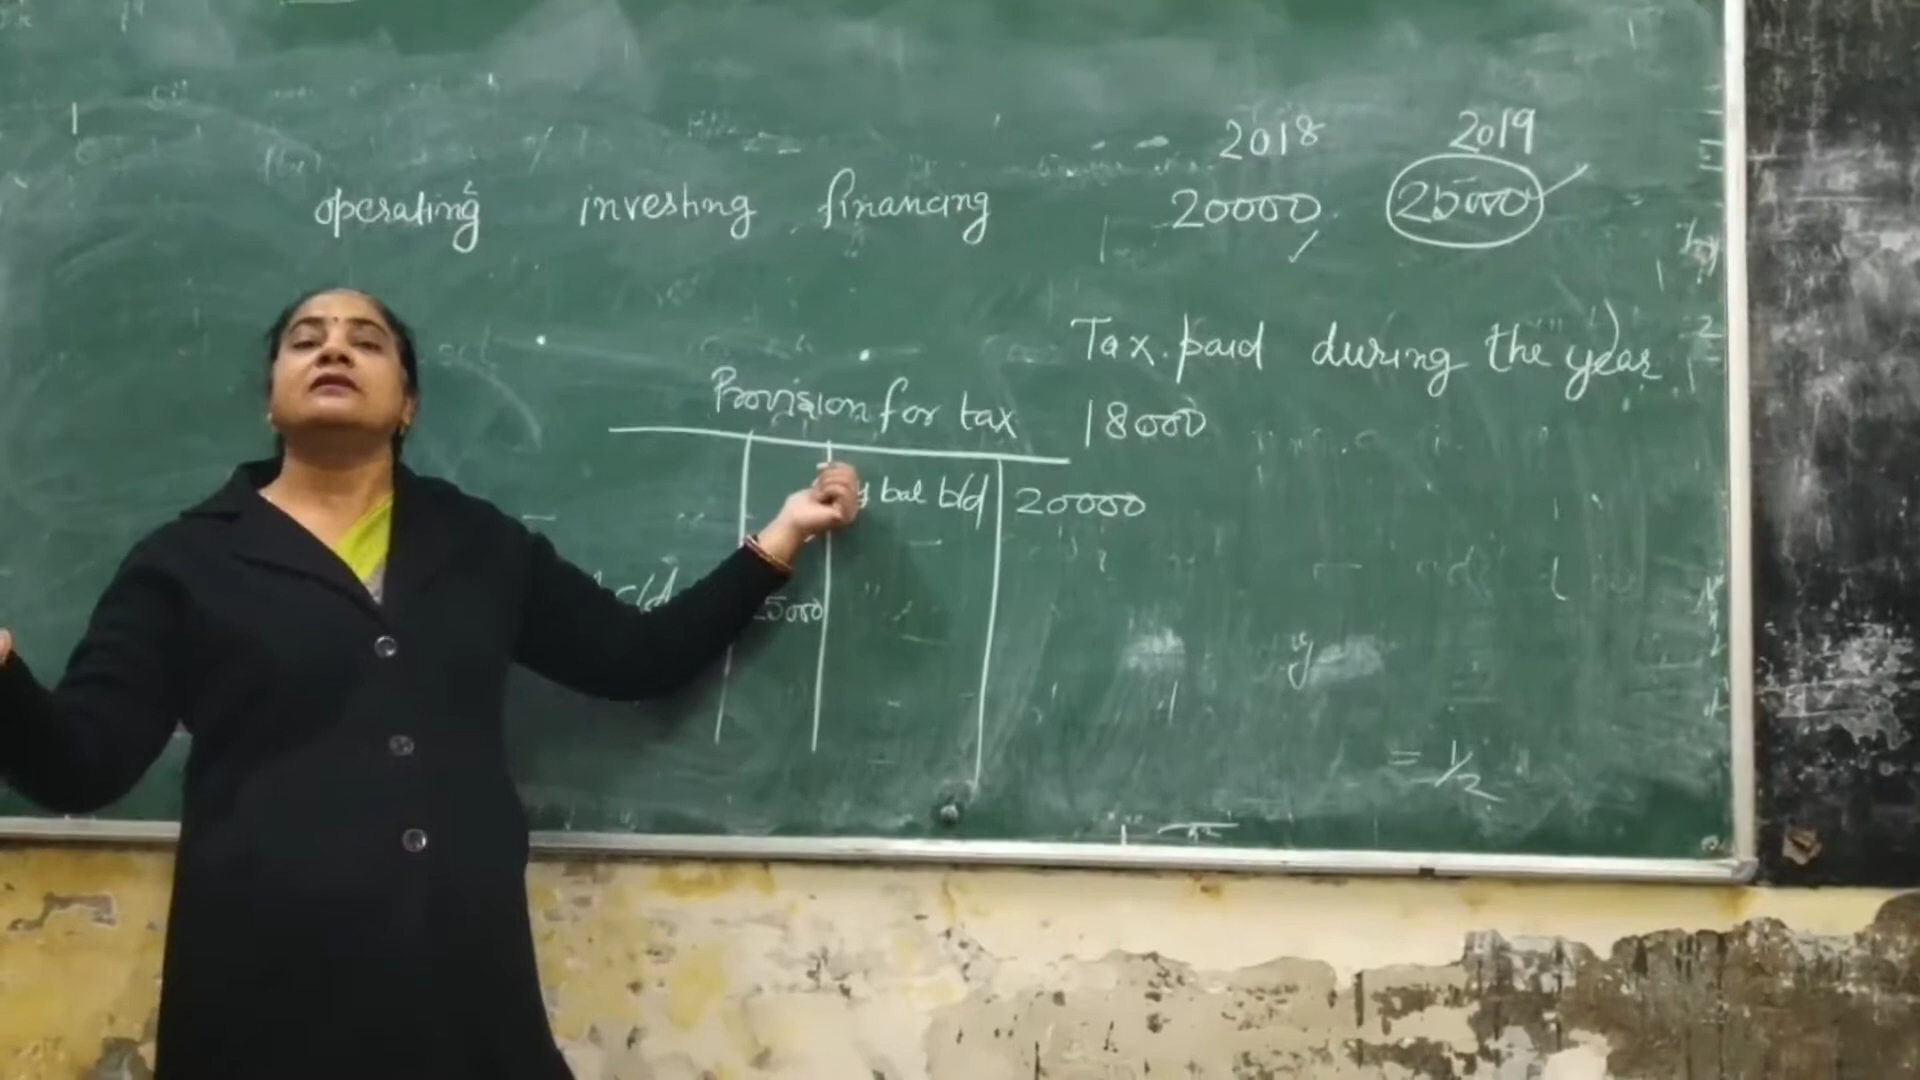 2018 2019
operating investing financing 20000 25000
Tax paid during the year
Provision for tax 18000
bal b/d 20000
c/d 25000
y
= 1/2